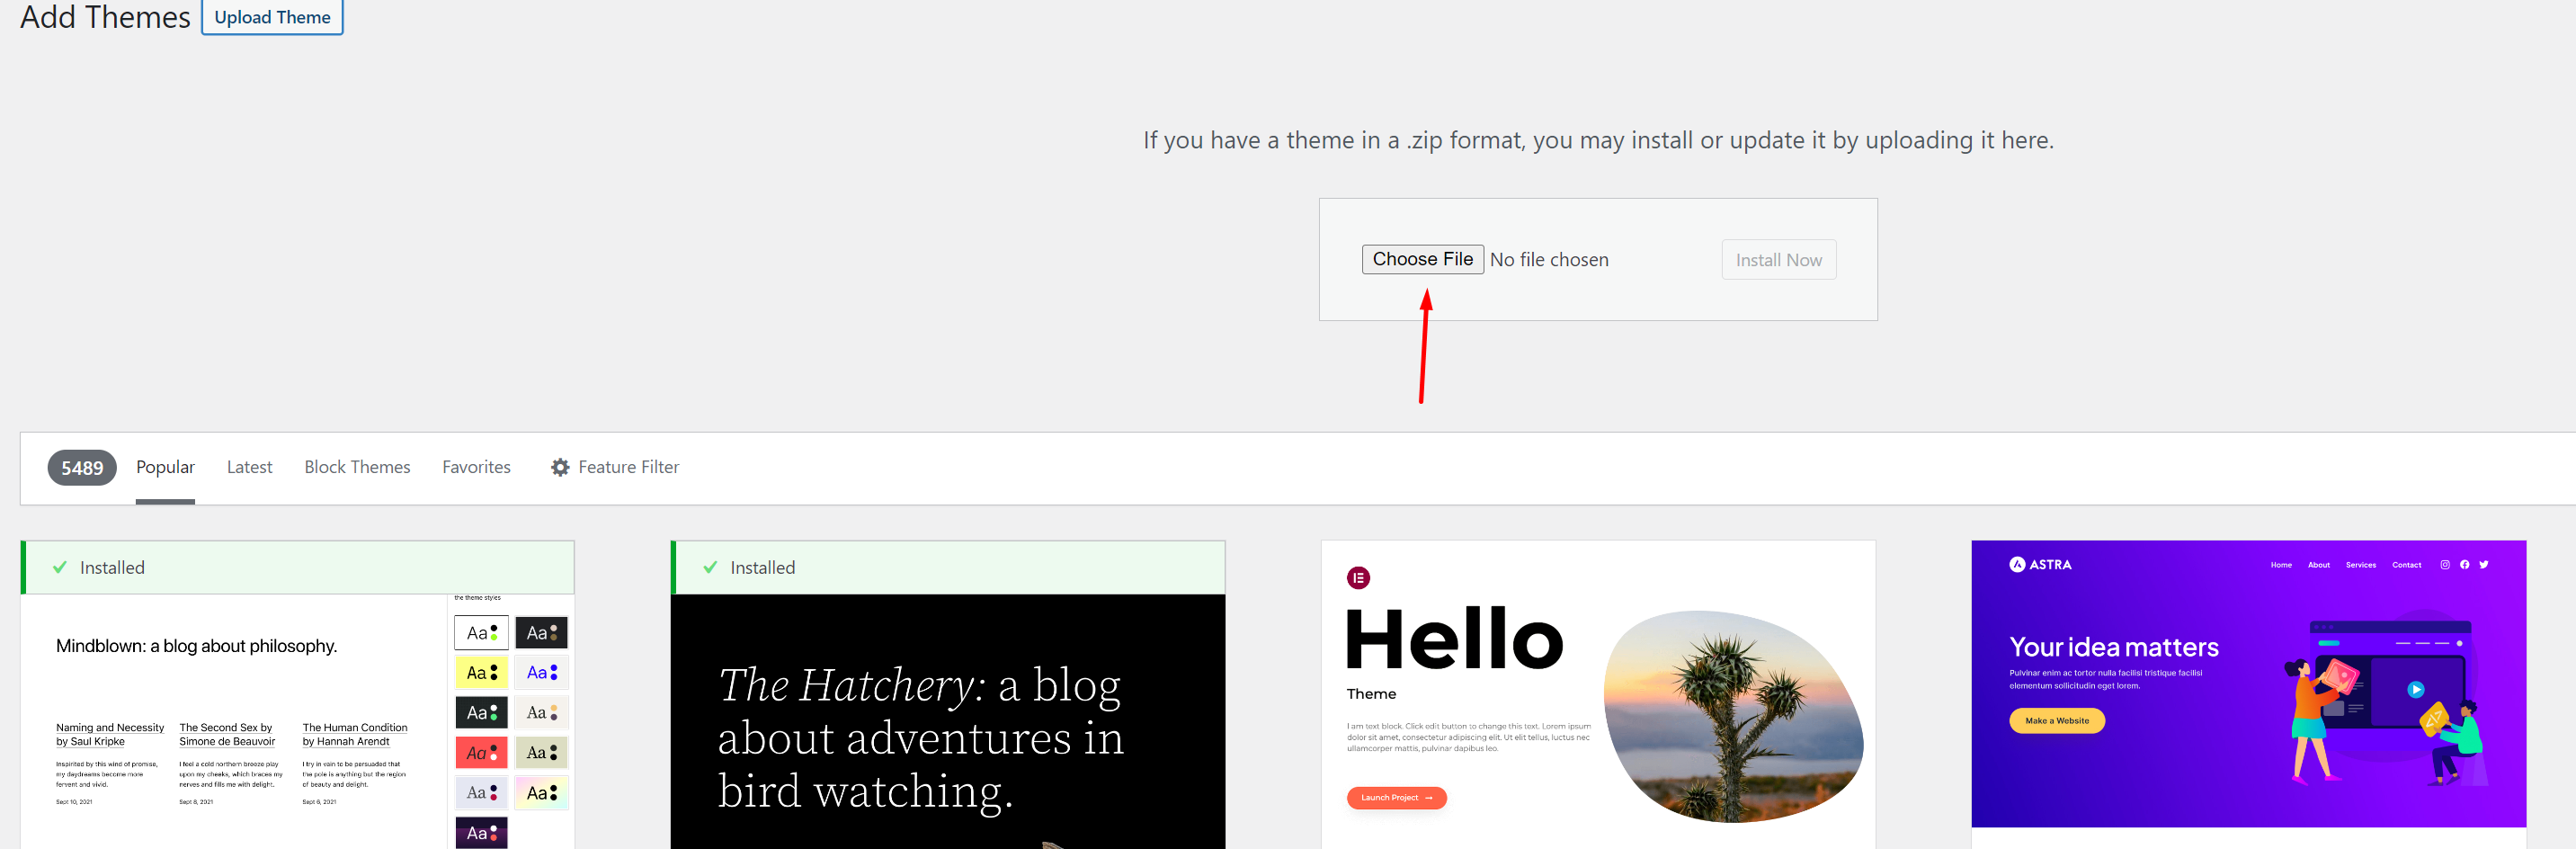 Add Themes
Upload Theme
If you have a theme in a .zip format, you may install or update it by uploading it here.
Choose File No file chosen
Install Now
5489
Popular
Latest
Block Themes
Favorites
Feature Filter
Installed
the theme styles
Mindblown: a blog about philosophy.
Naming and Necessity
by Saul Kripke
Inspirited by this wind of promise,
my daydreams become more
fervent and vivid.
Sept 10, 2021
The Second Sex by
Simone de Beauvoir
I feel a cold northern breeze play
upon my cheeks, which braces my
nerves and fills me with delight.
Sept 8, 2021
The Human Condition
by Hannah Arendt
I try in vain to be persuaded that
the pole is anything but the region
of beauty and delight.
Sept 6, 2021
Aa
Aa
Aa
Aa
Aa
Aa
Aa
Aa
Aa
Aa
Aa
Installed
The Hatchery: a blog
about adventures in
bird watching.
Hello
Theme
I am text block. Click edit button to change this text. Lorem ipsum
dolor sit amet, consectetur adipiscing elit. Ut elit tellus, luctus nec
ullamcorper mattis, pulvinar dapibus leo.
Launch Project →
ASTRA
Home
About
Services
Contact
Your idea matters
Pulvinar enim ac tortor nulla facilisi tristique facilisi
elementum sollicitudin eget lorem.
Make a Website